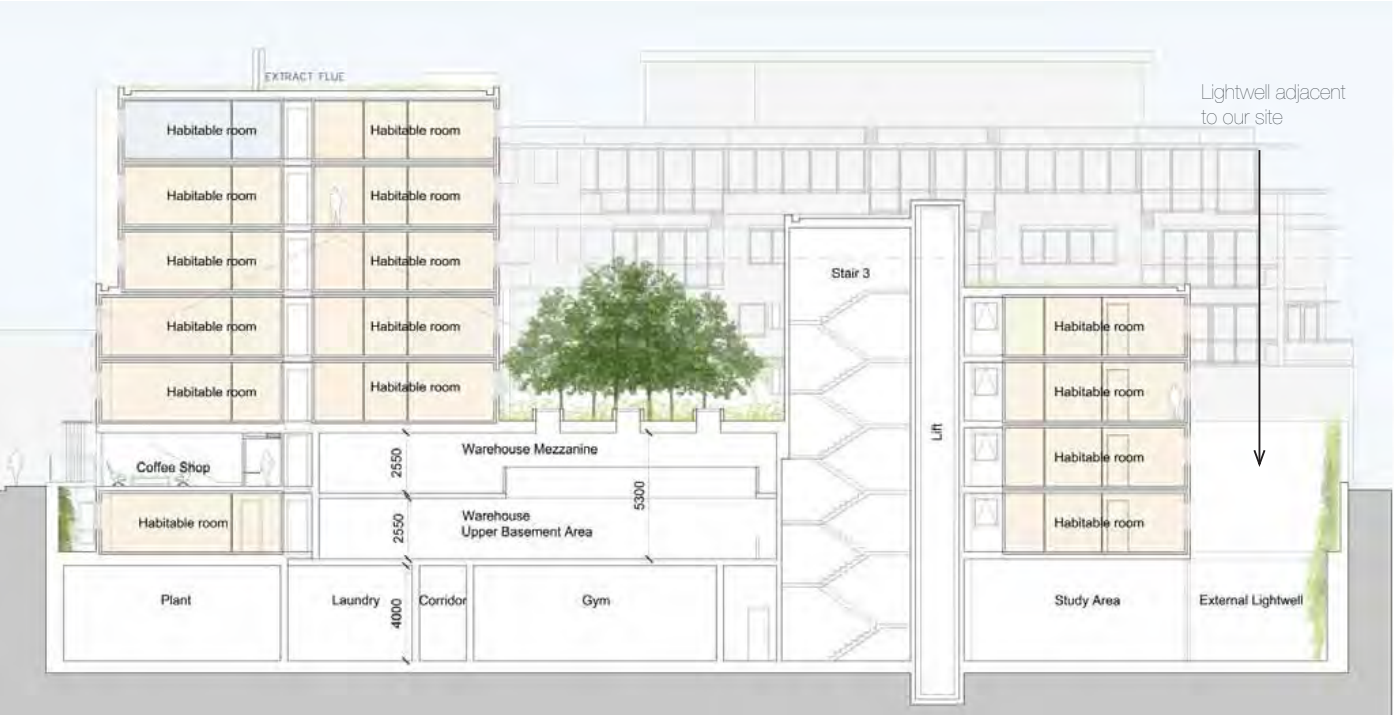 EXTRACT FLUE
Lightwell adjacent
to our site
Habitable room
Habitable room
Habitable room
Habitable room
Habitable room
Habitable room
Stair 3
Habitable room
Habitable room
Habitable room
Habitable room
Habitable room
Habitable room
Lift
Habitable room
Coffee Shop
2550
Warehouse Mezzanine
5300
Habitable room
Habitable room
2550
Warehouse
Upper Basement Area
Habitable room
Plant
Laundry
4000
Corridor
Gym
Study Area
External Lightwell